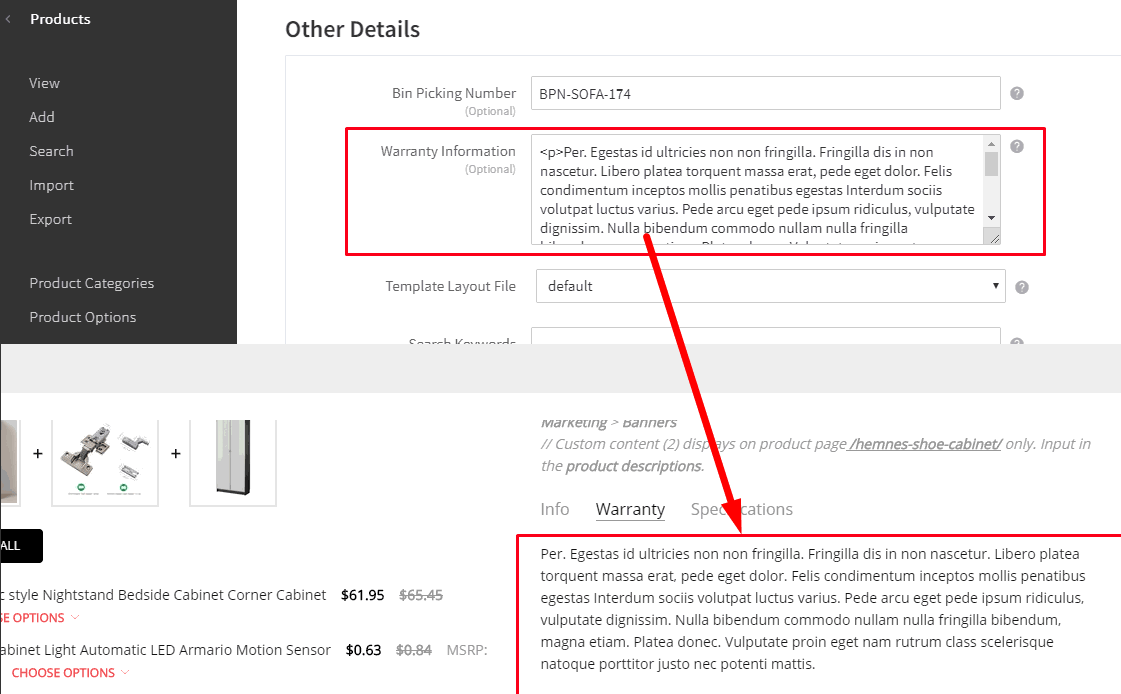 Products
View
Add
Search
Import
Export
Product Categories
Product Options
Other Details
Bin Picking Number
(Optional)
BPN-SOFA-174
Warranty Information
(Optional)
<p>Per. Egestas id ultricies non non fringilla. Fringilla dis in non
nascetur. Libero platea torquent massa erat, pede eget dolor. Felis
condimentum inceptos mollis penatibus egestas Interdum sociis
volutpat luctus varius. Pede arcu eget pede ipsum ridiculus, vulputate
dignissim. Nulla bibendum commodo nullam nulla fringilla
Template Layout File
default
Search Keywords
Marketing > Banners
// Custom content (2) displays on product page /hemnes-shoe-cabinet/ only. Input in
the product descriptions.
Info Warranty Specifications
Per. Egestas id ultricies non non fringilla. Fringilla dis in non nascetur. Libero platea
torquent massa erat, pede eget dolor. Felis condimentum inceptos mollis penatibus
egestas Interdum sociis volutpat luctus varius. Pede arcu eget pede ipsum ridiculus,
vulputate dignissim. Nulla bibendum commodo nullam nulla fringilla bibendum,
magna etiam. Platea donec. Vulputate proin eget nam rutrum class scelerisque
natoque porttitor justo nec potenti mattis.
+ +
ALL
c style Nightstand Bedside Cabinet Corner Cabinet $61.95 $65.45
SE OPTIONS
abinet Light Automatic LED Armario Motion Sensor $0.63 $0.84 MSRP:
CHOOSE OPTIONS